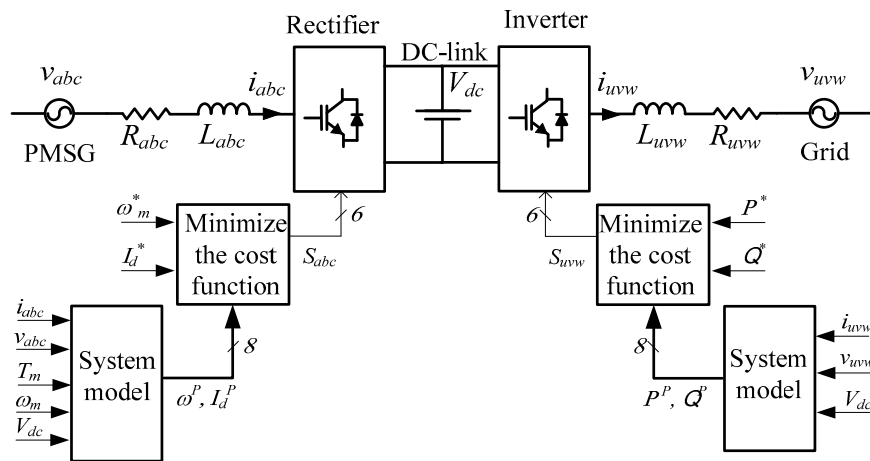 Rectifier
Inverter
DC-link
v_abc
i_abc
V_dc
i_uvw
v_uvw
R_abc
L_abc
L_uvw
R_uvw
PMSG
Grid
ω*_m
I_d*
Minimize
the cost
function
6
S_abc
6
S_uvw
Minimize
the cost
function
P*
Q*
i_abc
v_abc
T_m
ω_m
V_dc
System
model
8
ω^P, I_d^P
8
P^P, Q^P
System
model
i_uvw
v_uvw
V_dc